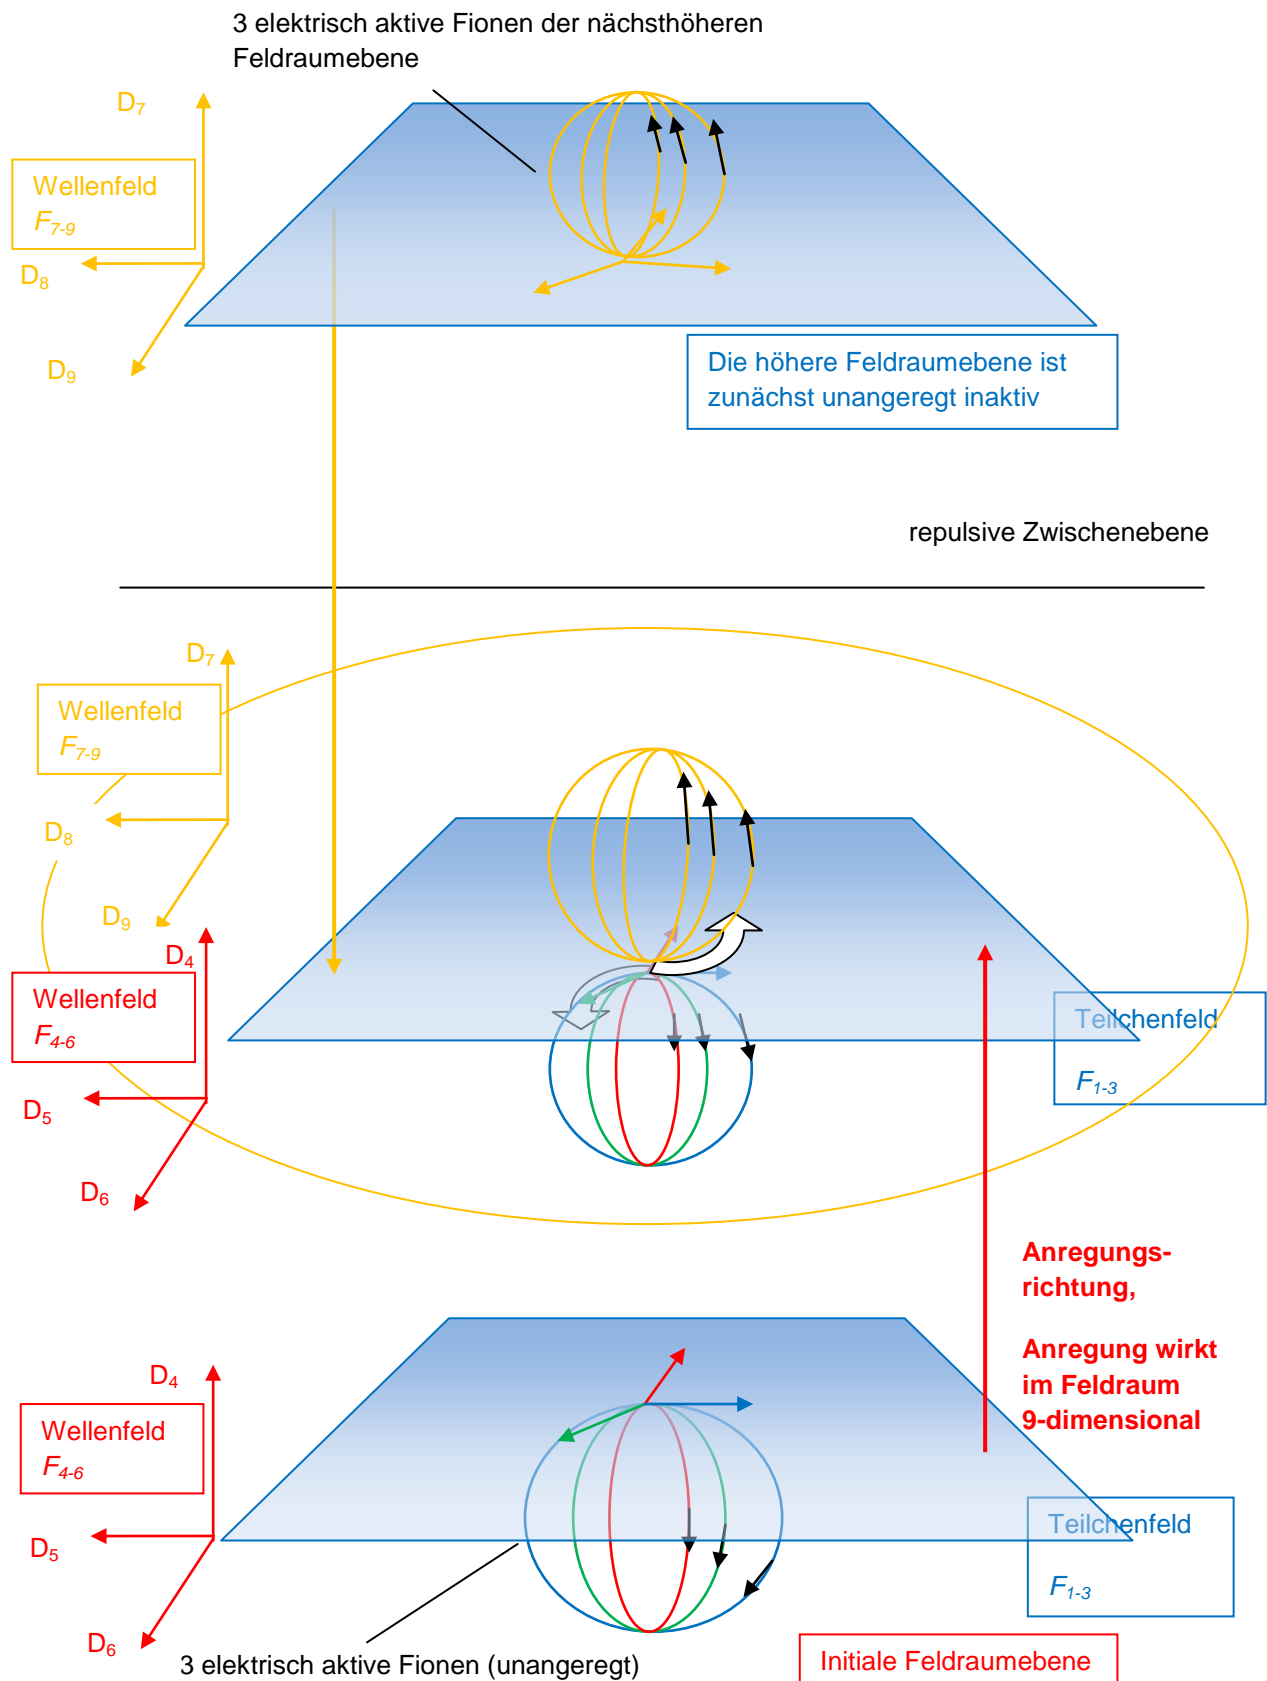 3 elektrisch aktive Fionen der nächsthöheren
Feldraumebene
D₇
Wellenfeld
F₇₋₉
D₈
D₉
Die höhere Feldraumebene ist
zunächst unangeregt inaktiv
repulsive Zwischenebene
D₇
Wellenfeld
F₇₋₉
D₈
D₉
D₄
Wellenfeld
F₄₋₆
D₅
D₆
Teilchenfeld
F₁₋₃
Anregungs-
richtung,
Anregung wirkt
im Feldraum
9-dimensional
D₄
Wellenfeld
F₄₋₆
D₅
D₆
Teilchenfeld
F₁₋₃
3 elektrisch aktive Fionen (unangeregt)
Initiale Feldraumebene